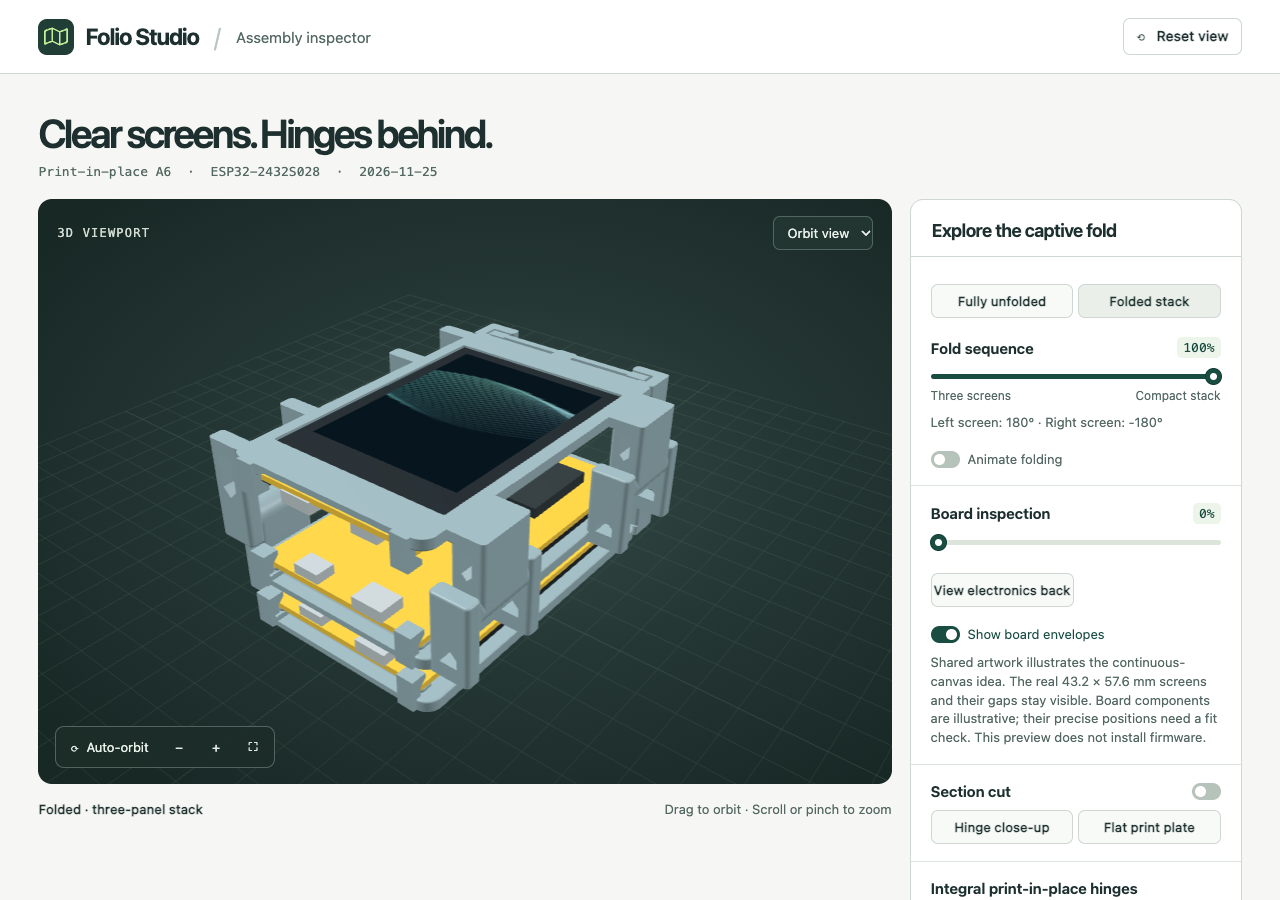 Folio Studio / Assembly inspector
Reset view
Clear screens. Hinges behind.
Print-in-place A6 · ESP32-2432S028 · 2026-11-25
3D VIEWPORT
Orbit view
Auto-orbit − +
Folded · three-panel stack
Drag to orbit · Scroll or pinch to zoom
Explore the captive fold
Fully unfolded
Folded stack
Fold sequence
100%
Three screens
Compact stack
Left screen: 180° · Right screen: -180°
Animate folding
Board inspection
0%
View electronics back
Show board envelopes
Shared artwork illustrates the continuous-
canvas idea. The real 43.2 × 57.6 mm screens
and their gaps stay visible. Board components
are illustrative; their precise positions need a fit
check. This preview does not install firmware.
Section cut
Hinge close-up
Flat print plate
Integral print-in-place hinges